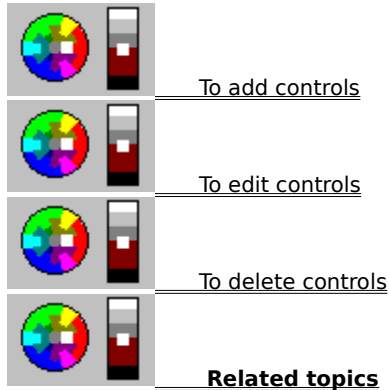 To add controls
To edit controls
To delete controls
Related topics